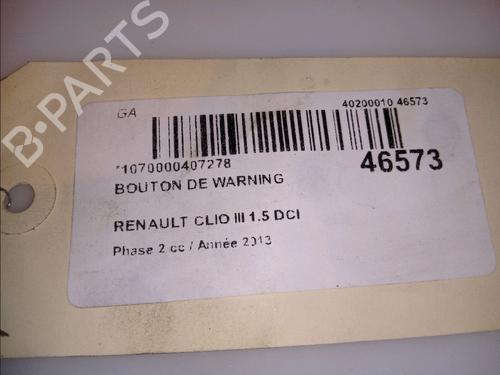 B-PARTS
GA
40200010 46573
*1070000407278
46573
BOUTON DE WARNING
RENAULT CLIO III 1.5 DCI
Phase 2 cc / Année 2013